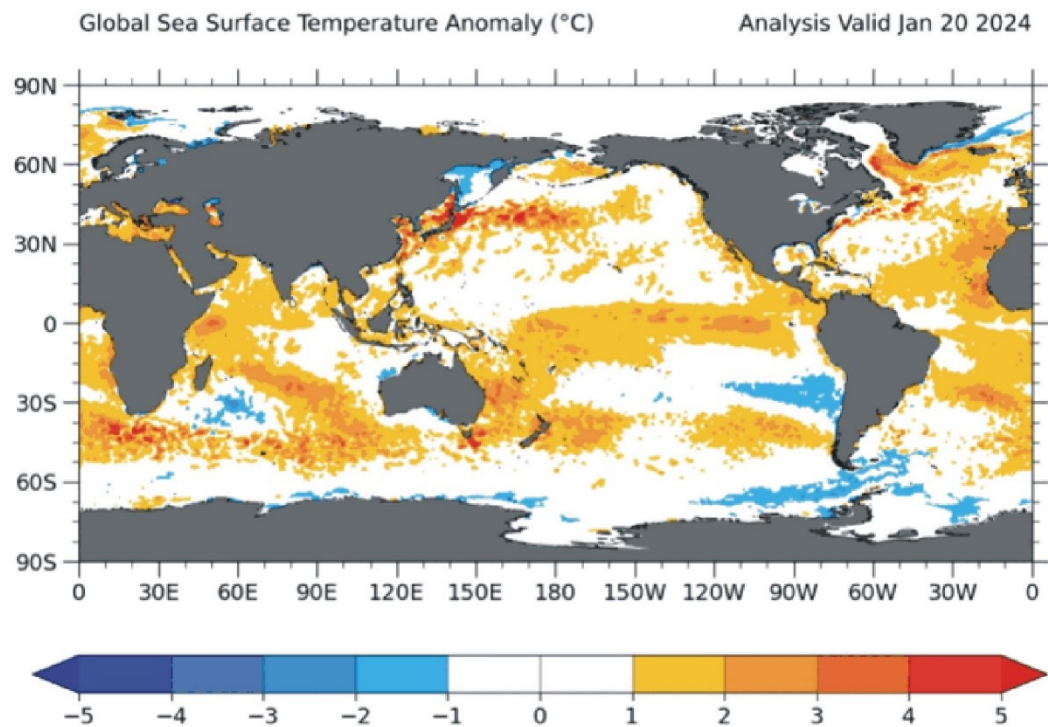 Global Sea Surface Temperature Anomaly (°C) Analysis Valid Jan 20 2024
90N
60N
30N
0
30S
60S
90S
0 30E 60E 90E 120E 150E 180 150W 120W 90W 60W 30W 0
−5 −4 −3 −2 −1 0 1 2 3 4 5